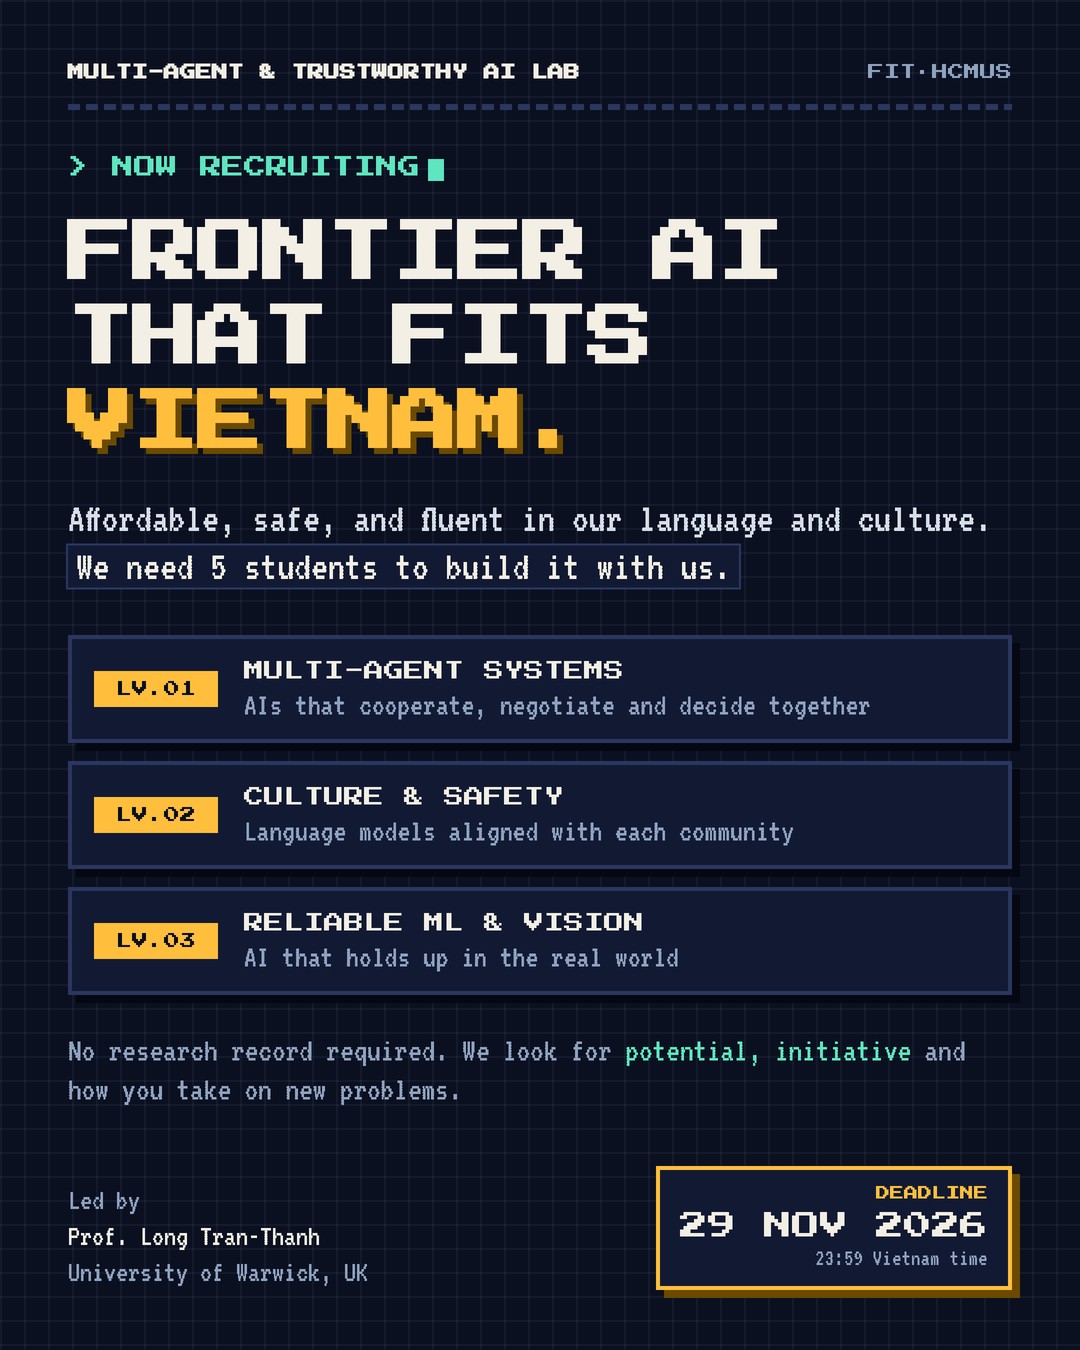 MULTI-AGENT & TRUSTWORTHY AI LAB
FIT·HCMUS
> NOW RECRUITING
FRONTIER AI
THAT FITS
VIETNAM.
Affordable, safe, and fluent in our language and culture.
We need 5 students to build it with us.
LV.01
MULTI-AGENT SYSTEMS
AIs that cooperate, negotiate and decide together
LV.02
CULTURE & SAFETY
Language models aligned with each community
LV.03
RELIABLE ML & VISION
AI that holds up in the real world
No research record required. We look for potential, initiative and
how you take on new problems.
Led by
Prof. Long Tran-Thanh
University of Warwick, UK
DEADLINE
29 NOV 2026
23:59 Vietnam time